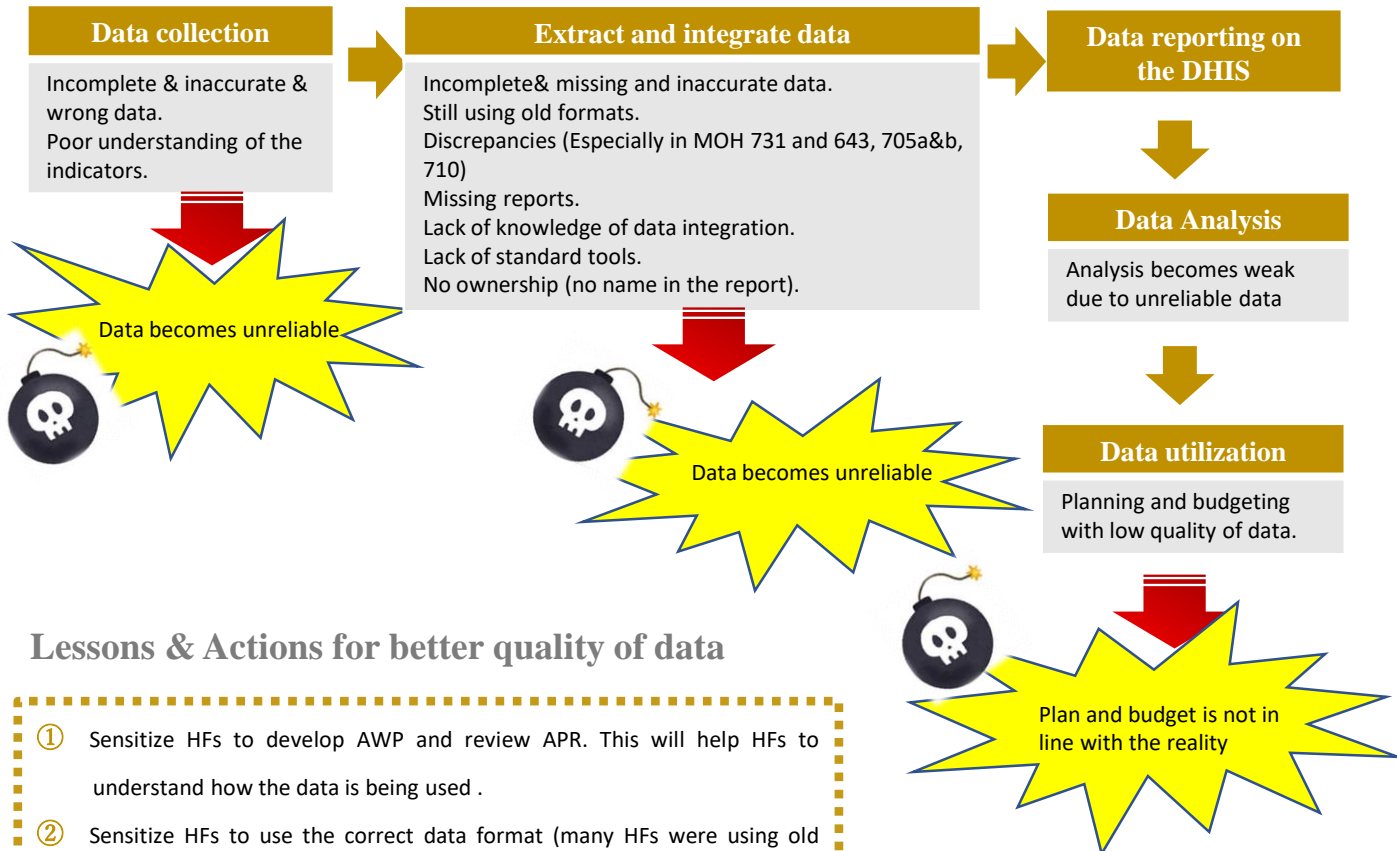 Data collection
Incomplete & inaccurate &
wrong data.
Poor understanding of the
indicators.
Data becomes unreliable
Extract and integrate data
Incomplete& missing and inaccurate data.
Still using old formats.
Discrepancies (Especially in MOH 731 and 643, 705a&b,
710)
Missing reports.
Lack of knowledge of data integration.
Lack of standard tools.
No ownership (no name in the report).
Data becomes unreliable
Data reporting on
the DHIS
Data Analysis
Analysis becomes weak
due to unreliable data
Data utilization
Planning and budgeting
with low quality of data.
Plan and budget is not in
line with the reality
Lessons & Actions for better quality of data
① Sensitize HFs to develop AWP and review APR. This will help HFs to
understand how the data is being used .
② Sensitize HFs to use the correct data format (many HFs were using old